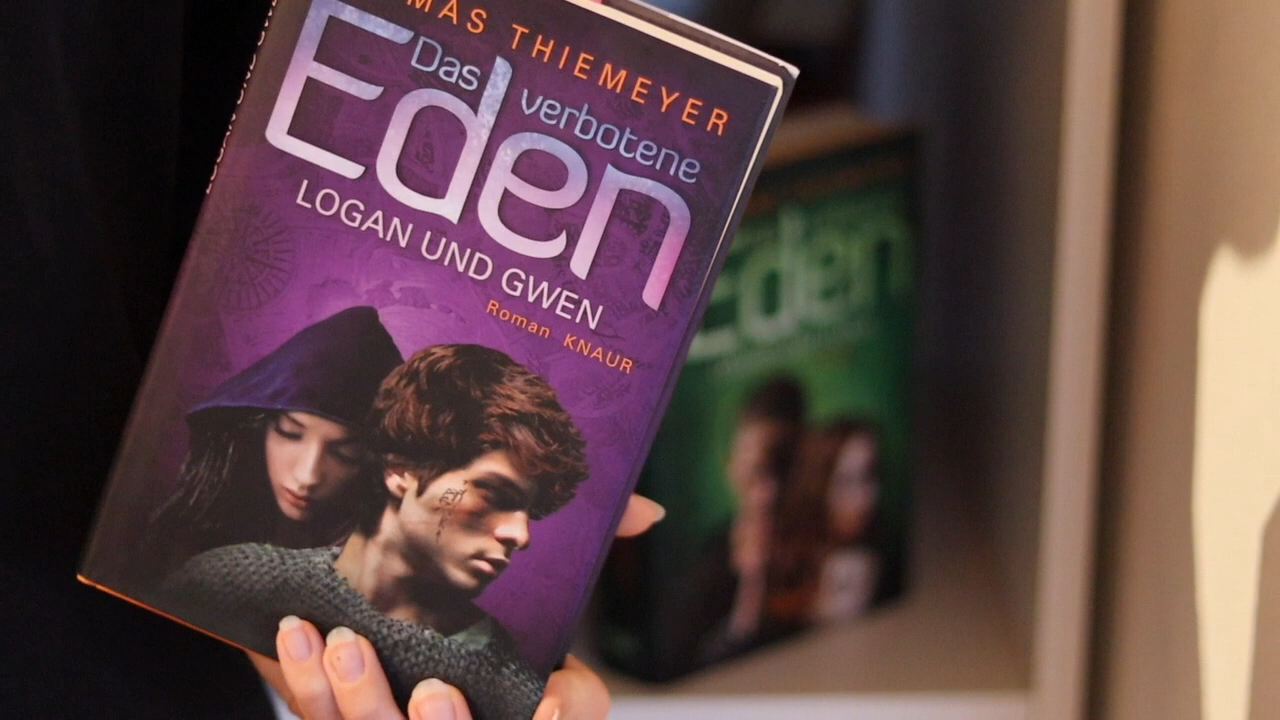 MAS THIEMEYER
Das verbotene
Eden
LOGAN UND GWEN
Roman KNAUR
Eden